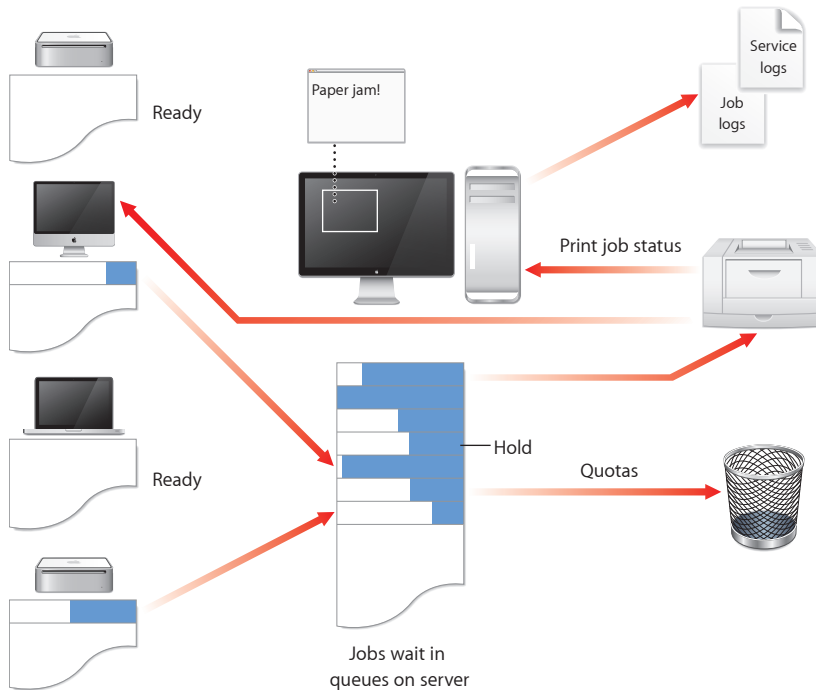 Service
logs
Paper jam!
Job
logs
Ready
Print job status
Hold
Quotas
Ready
Jobs wait in
queues on server